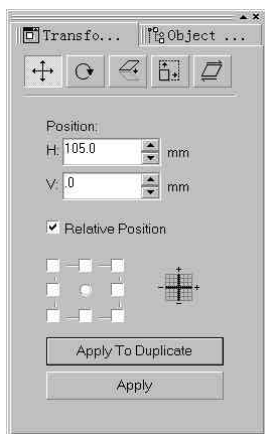 Transfo... Object ...
Position:
H: 105.0 mm
V: .0 mm
Relative Position
Apply To Duplicate
Apply